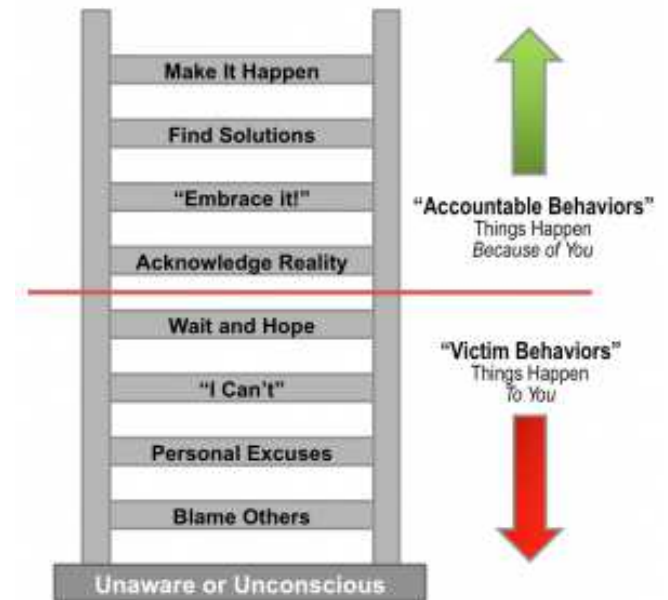 Make It Happen
Find Solutions
“Embrace it!”
Acknowledge Reality
Wait and Hope
“I Can’t”
Personal Excuses
Blame Others
Unaware or Unconscious
“Accountable Behaviors”
Things Happen
Because of You
“Victim Behaviors”
Things Happen
To You